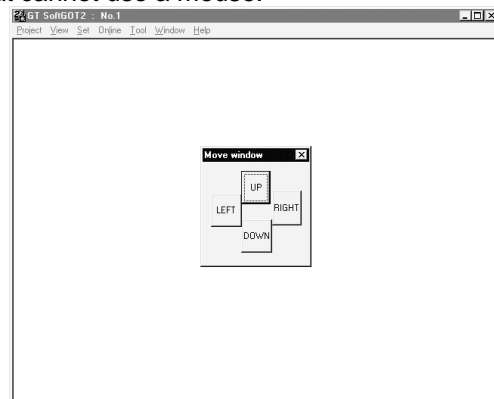 cannot use a mouse.
GT SoftGOT2 : No.1
Project View Set Online Tool Window Help
Move window
UP
LEFT
RIGHT
DOWN